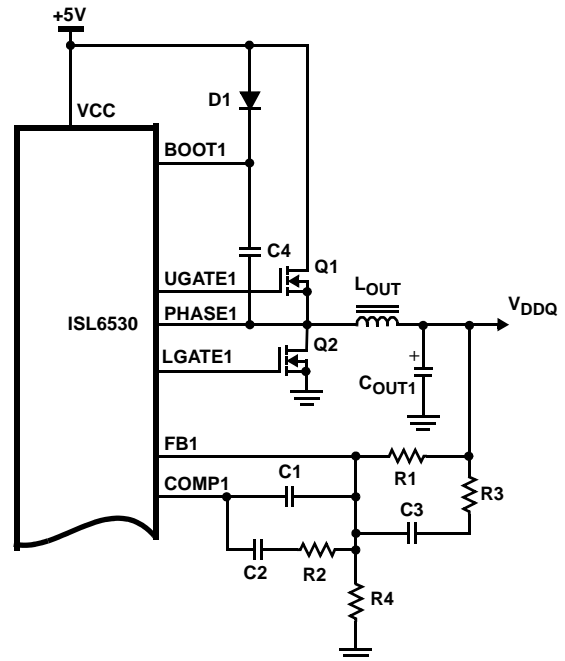 +5V
VCC
D1
BOOT1
C4
UGATE1
Q1
LOUT
VDDQ
ISL6530
PHASE1
Q2
LGATE1
+
COUT1
FB1
R1
C1
COMP1
R3
C3
C2
R2
R4